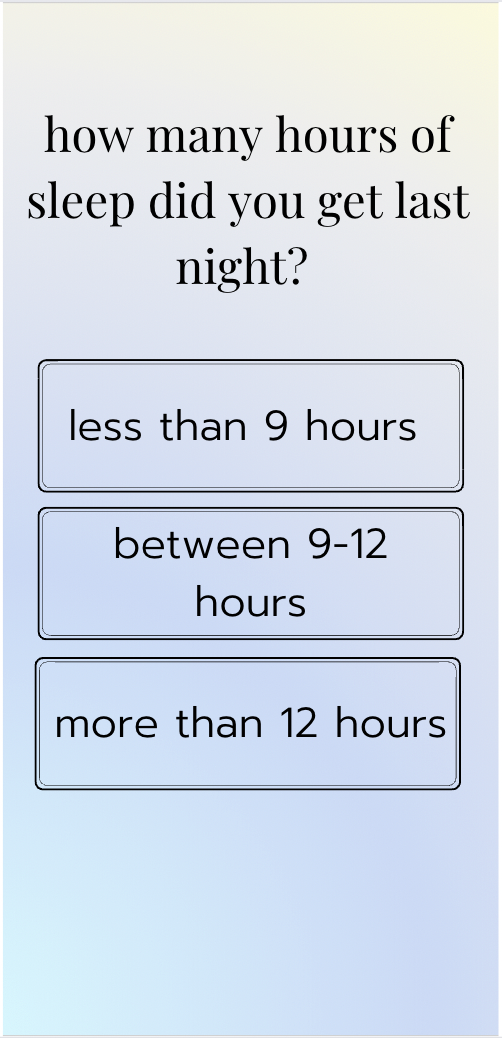 how many hours of
sleep did you get last
night?
less than 9 hours
between 9-12
hours
more than 12 hours